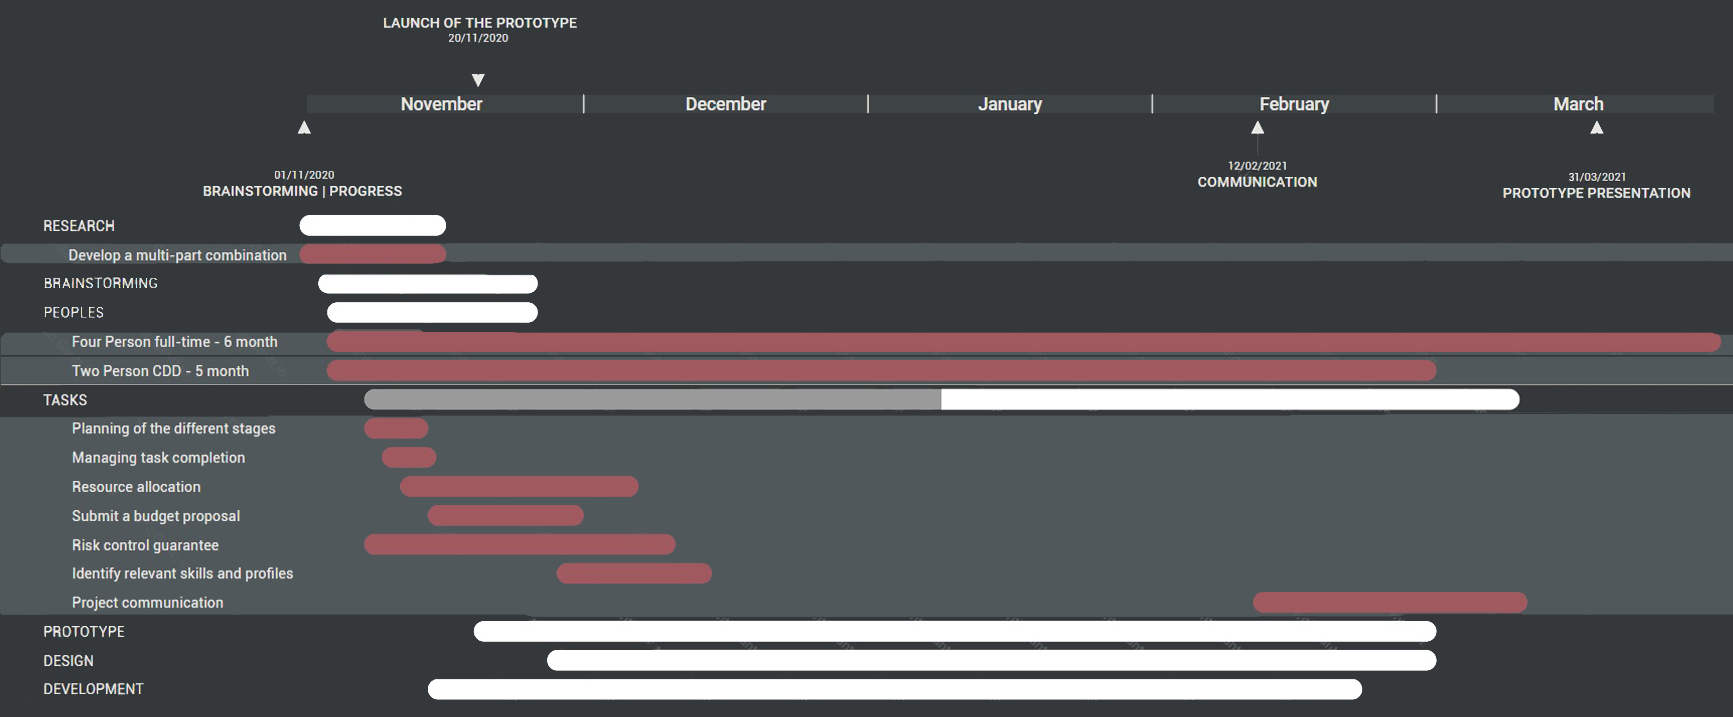 LAUNCH OF THE PROTOTYPE
20/11/2020
November December January February March
01/11/2020
BRAINSTORMING | PROGRESS
12/02/2021
COMMUNICATION
31/03/2021
PROTOTYPE PRESENTATION
RESEARCH
Develop a multi-part combination
BRAINSTORMING
PEOPLES
Four Person full-time - 6 month
Two Person CDD - 5 month
TASKS
Planning of the different stages
Managing task completion
Resource allocation
Submit a budget proposal
Risk control guarantee
Identify relevant skills and profiles
Project communication
PROTOTYPE
DESIGN
DEVELOPMENT